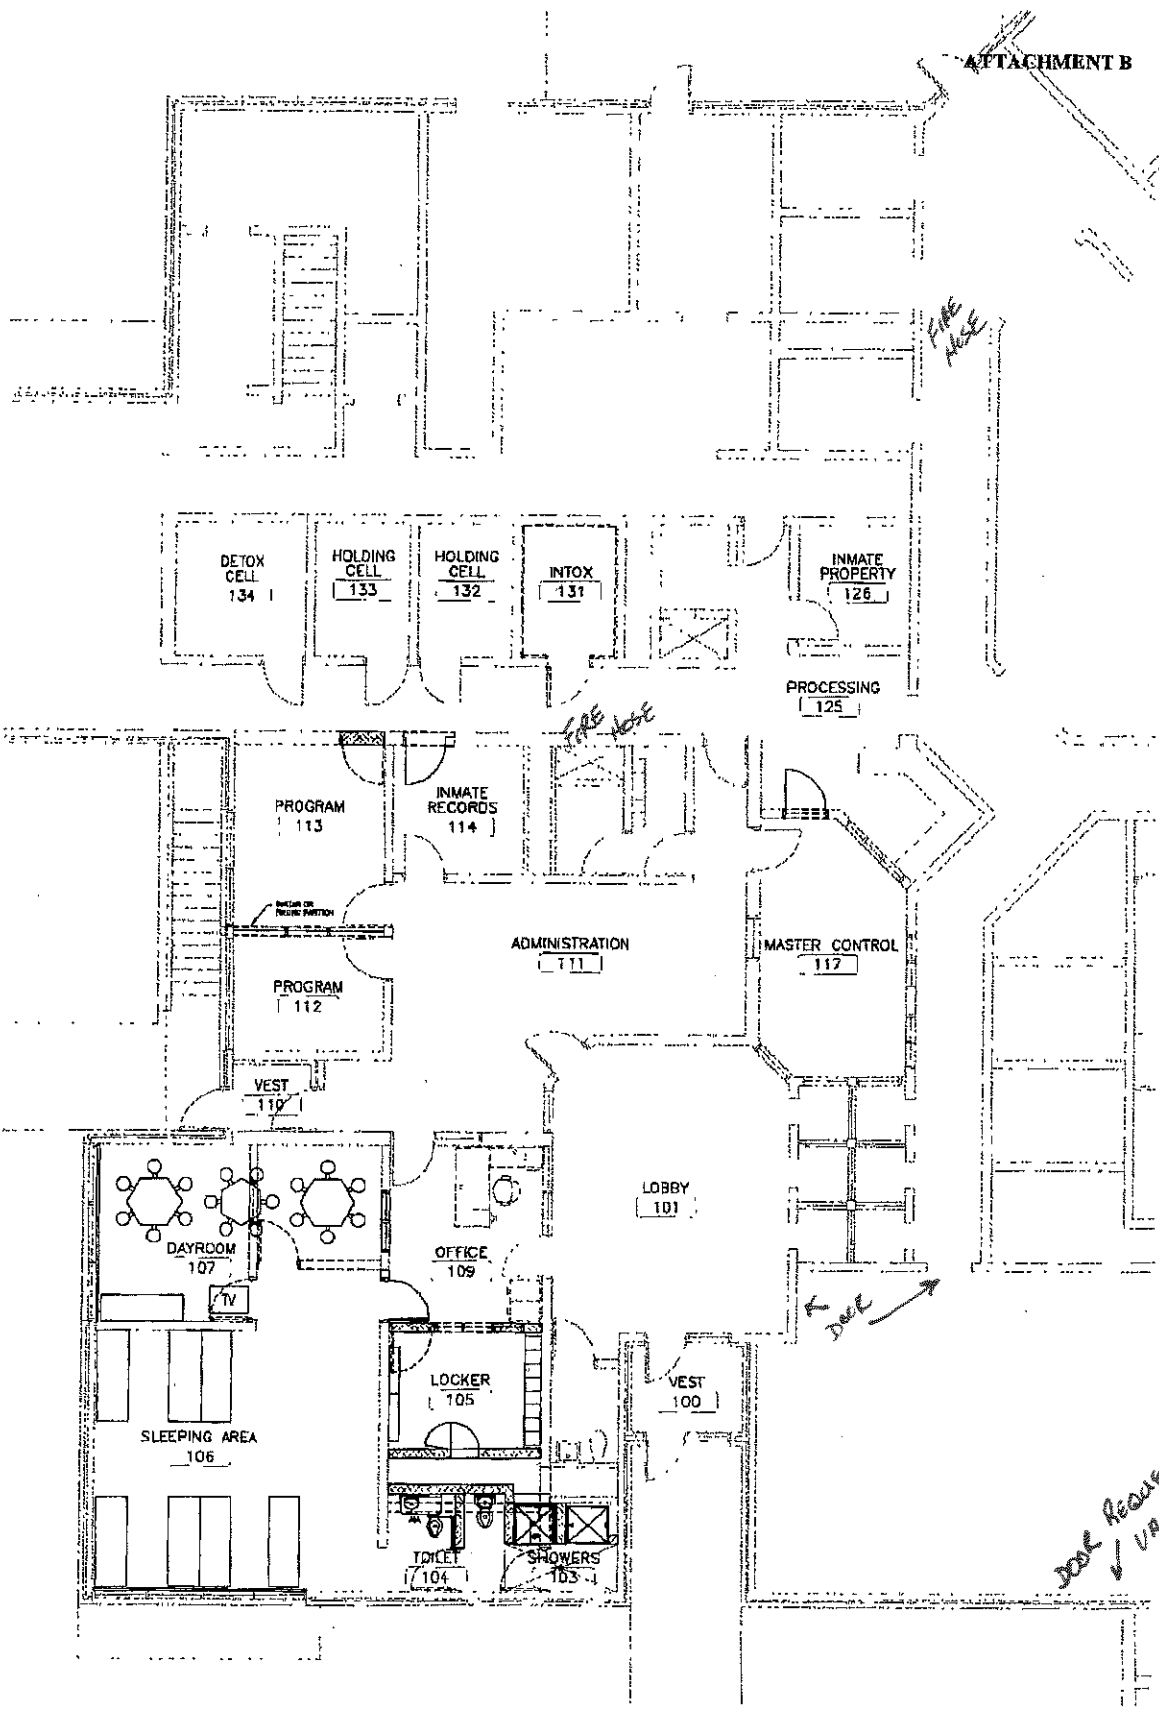 ATTACHMENT B
FIRE
HOSE
DETOX
CELL
134
HOLDING
CELL
133
HOLDING
CELL
132
INTOX
131
INMATE
PROPERTY
126
PROCESSING
125
FIRE HOSE
PROGRAM
113
INMATE
RECORDS
114
FOLDING PARTITION
ADMINISTRATION
111
MASTER CONTROL
117
PROGRAM
112
VEST
110
LOBBY
101
DAYROOM
107
OFFICE
109
TV
DOOR
LOCKER
105
VEST
100
SLEEPING AREA
106
DOOR
TOILET
104
SHOWERS
103